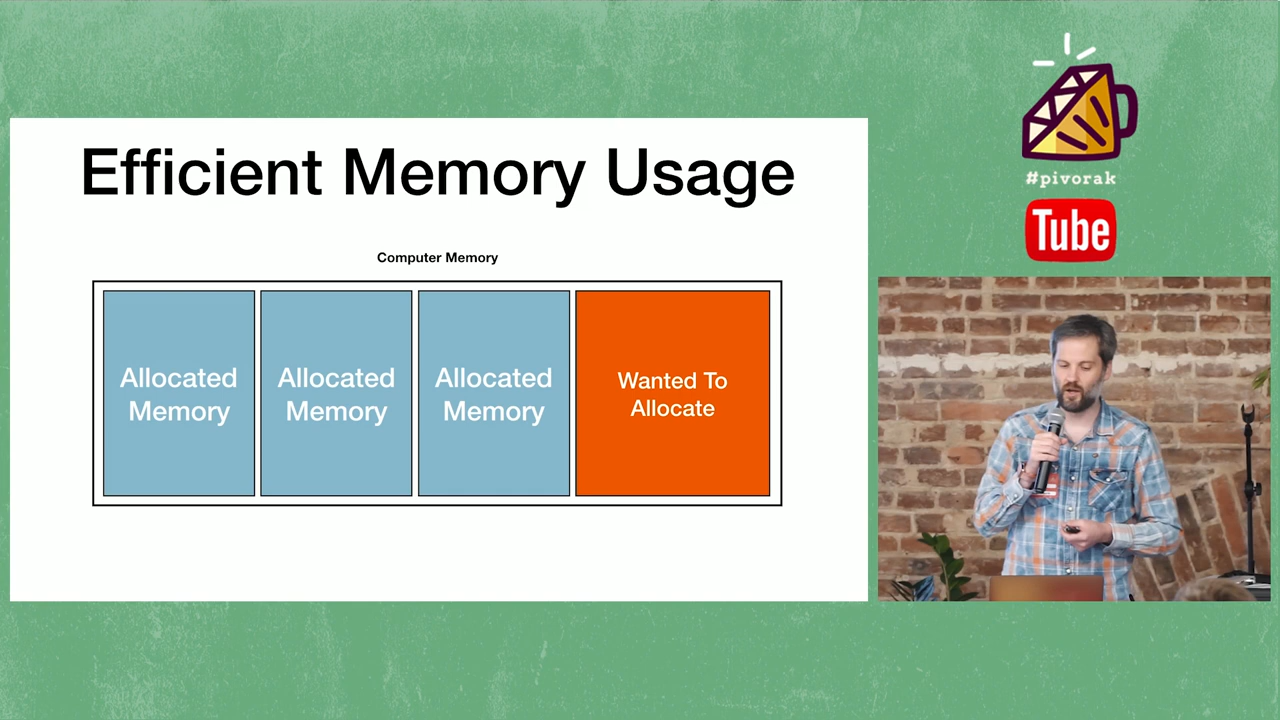 Efficient Memory Usage
Computer Memory
Allocated
Memory
Allocated
Memory
Allocated
Memory
Wanted To
Allocate
#pivorak
Tube